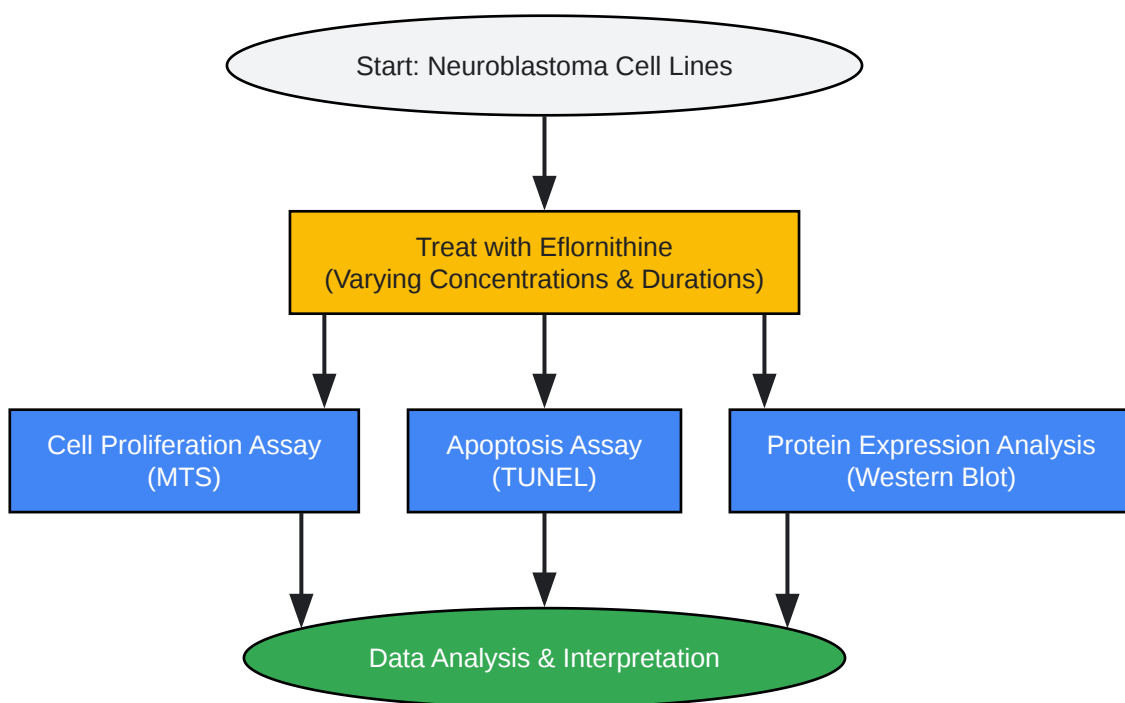 Start: Neuroblastoma Cell Lines
Treat with Eflornithine
(Varying Concentrations & Durations)
Cell Proliferation Assay
(MTS)
Apoptosis Assay
(TUNEL)
Protein Expression Analysis
(Western Blot)
Data Analysis & Interpretation